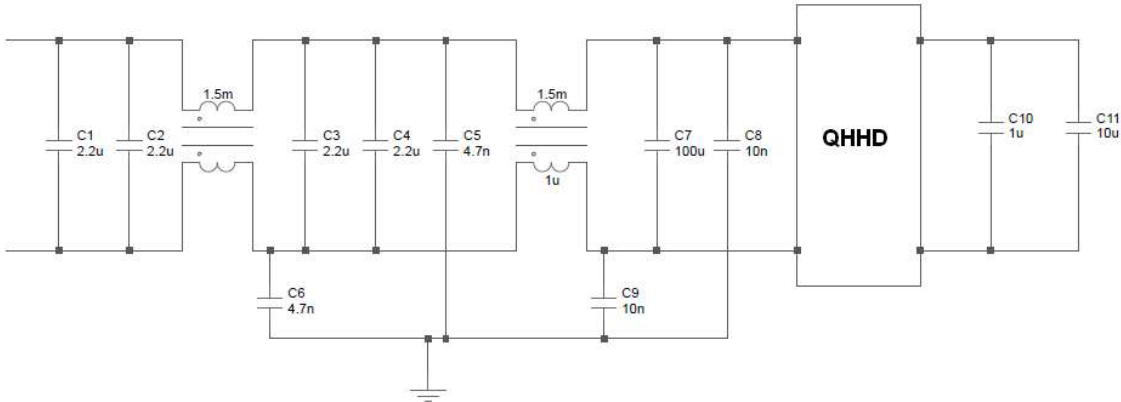 1.5m
C1
2.2u
C2
2.2u
C3
2.2u
C4
2.2u
C5
4.7n
1.5m
1u
C7
100u
C8
10n
QHHD
C10
1u
C11
10u
C6
4.7n
C9
10n